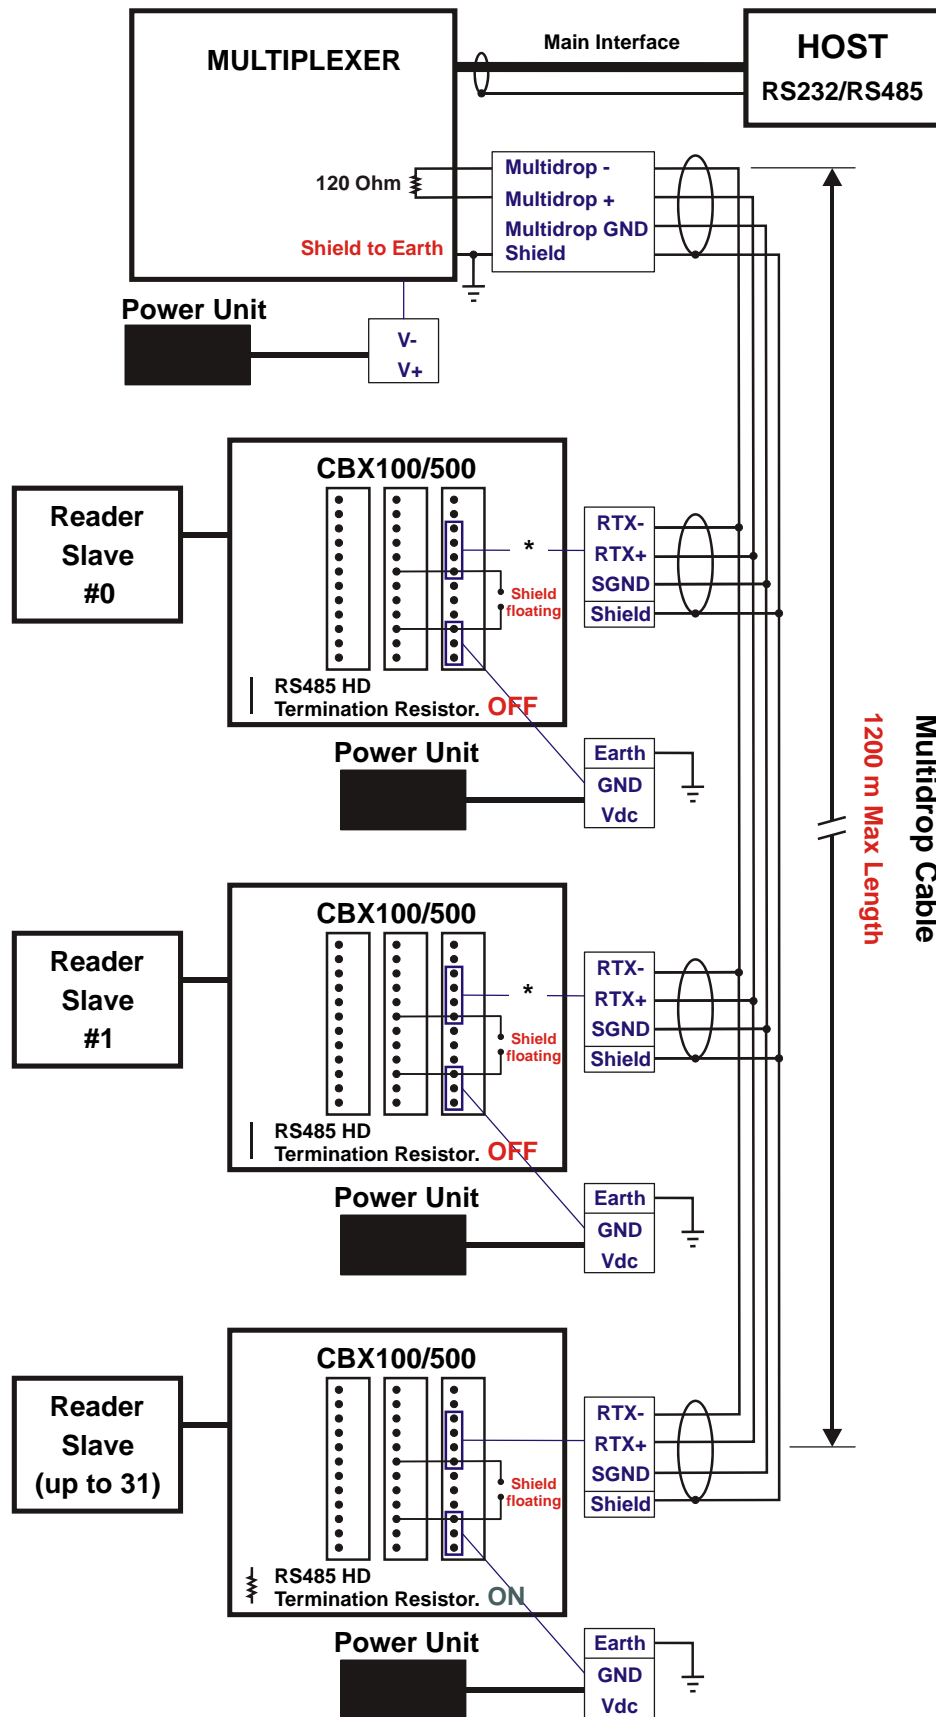 MULTIPLEXER
Main Interface
HOST
RS232/RS485
120 Ohm
Multidrop -
Multidrop +
Multidrop GND
Shield to Earth
Shield
Power Unit
V-
V+
CBX100/500
Reader
Slave
#0
*
RTX-
RTX+
SGND
Shield
Shield
floating
RS485 HD
Termination Resistor. OFF
Power Unit
Earth
GND
Vdc
Multidrop Cable
1200 m Max Length
CBX100/500
Reader
Slave
#1
*
RTX-
RTX+
SGND
Shield
Shield
floating
RS485 HD
Termination Resistor. OFF
Power Unit
Earth
GND
Vdc
CBX100/500
Reader
Slave
(up to 31)
RTX-
RTX+
SGND
Shield
Shield
floating
RS485 HD
Termination Resistor. ON
Power Unit
Earth
GND
Vdc